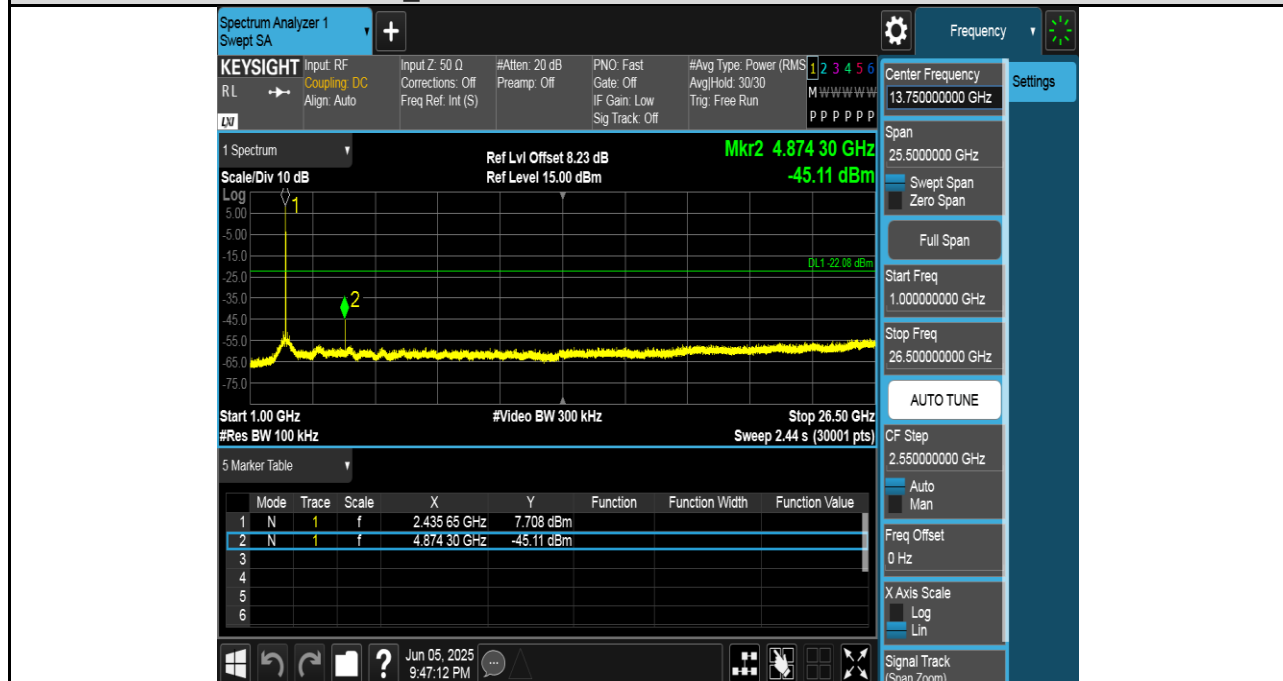 Spectrum Analyzer 1
Swept SA
+
Frequency
KEYSIGHT
RL
LXI
Input: RF
Coupling: DC
Align: Auto
Input Z: 50 Ω
Corrections: Off
Freq Ref: Int (S)
#Atten: 20 dB
Preamp: Off
PNO: Fast
Gate: Off
IF Gain: Low
Sig Track: Off
#Avg Type: Power (RMS
Avg|Hold: 30/30
Trig: Free Run
1 2 3 4 5 6
M W W W W W
P P P P P P
1 Spectrum
Scale/Div 10 dB
Ref Lvl Offset 8.23 dB
Ref Level 15.00 dBm
Mkr2 4.874 30 GHz
-45.11 dBm
Log
5.00
-5.00
-15.0
-25.0
-35.0
-45.0
-55.0
-65.0
-75.0
1
2
DL1 -22.08 dBm
Start 1.00 GHz
#Video BW 300 kHz
Stop 26.50 GHz
#Res BW 100 kHz
Sweep 2.44 s (30001 pts)
5 Marker Table
Mode Trace Scale X Y Function Function Width Function Value
1 N 1 f 2.435 65 GHz 7.708 dBm
2 N 1 f 4.874 30 GHz -45.11 dBm
3
4
5
6
?
Jun 05, 2025
9:47:12 PM
Center Frequency
13.750000000 GHz
Settings
Span
25.5000000 GHz
Swept Span
Zero Span
Full Span
Start Freq
1.000000000 GHz
Stop Freq
26.500000000 GHz
AUTO TUNE
CF Step
2.550000000 GHz
Auto
Man
Freq Offset
0 Hz
X Axis Scale
Log
Lin
Signal Track
(Span Zoom)